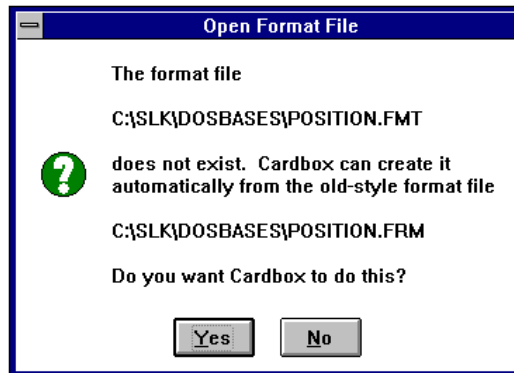 Open Format File
The format file
C:\SLK\DOSBASES\POSITION.FMT
does not exist.  Cardbox can create it
automatically from the old-style format file
C:\SLK\DOSBASES\POSITION.FRM
Do you want Cardbox to do this?
Yes
No